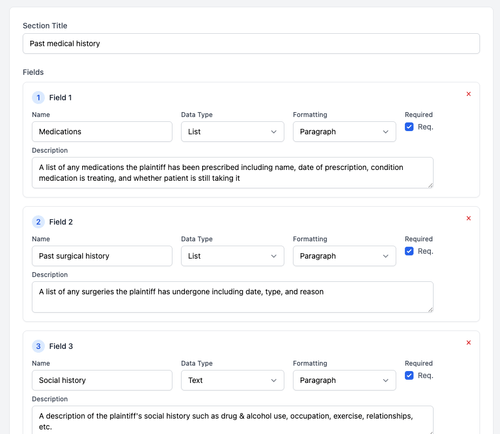 Section Title
Past medical history
Fields
1 Field 1
Name Data Type Formatting Required
Medications List Paragraph Req.
Description
A list of any medications the plaintiff has been prescribed including name, date of prescription, condition
medication is treating, and whether patient is still taking it
2 Field 2
Name Data Type Formatting Required
Past surgical history List Paragraph Req.
Description
A list of any surgeries the plaintiff has undergone including date, type, and reason
3 Field 3
Name Data Type Formatting Required
Social history Text Paragraph Req.
Description
A description of the plaintiff's social history such as drug & alcohol use, occupation, exercise, relationships,
etc.